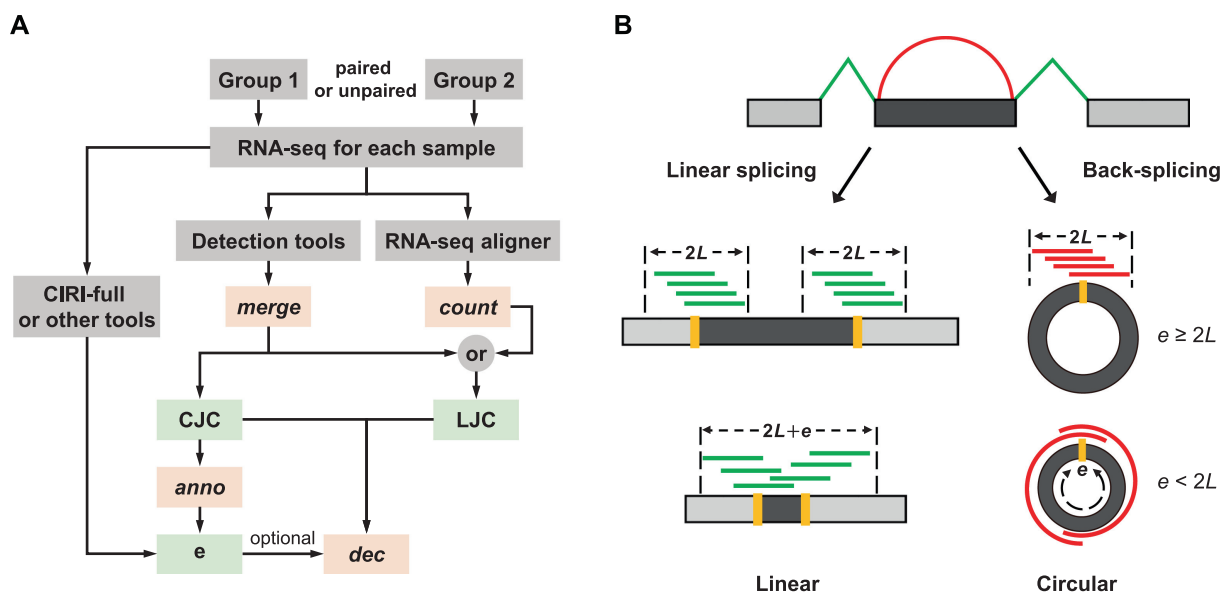 A
Group 1
paired
or unpaired
Group 2
RNA-seq for each sample
Detection tools
RNA-seq aligner
CIRI-full
or other tools
merge
count
or
CJC
LJC
anno
e
optional
dec
B
Linear splicing
Back-splicing
2L
2L
2L
e ≥ 2L
2L+e
e
e < 2L
Linear
Circular